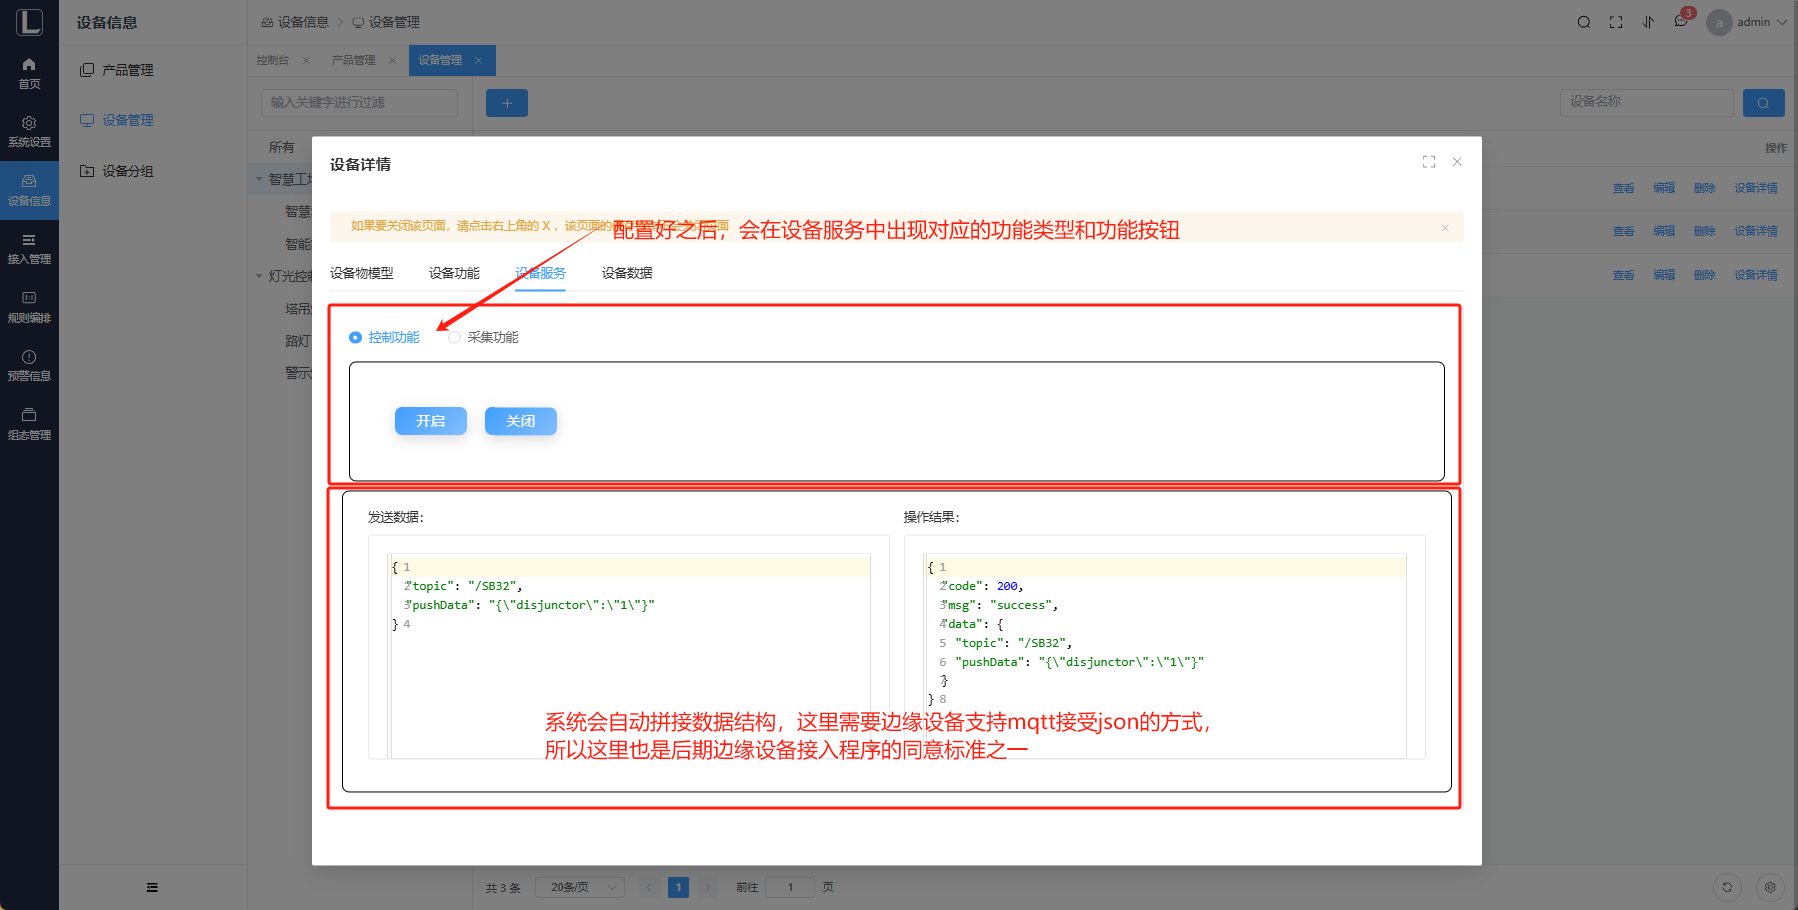 设备信息
设备信息 > 设备管理
3
a
admin
首页
系统设置
设备信息
接入管理
规则编排
预警信息
组态管理
产品管理
设备管理
设备分组
控制台 ×
产品管理 ×
设备管理 ×
输入关键字进行过滤
+
设备名称
所有
操作
智慧工
智慧
智能
灯光控
塔吊
路灯
警示
查看 编辑 删除 设备详情
查看 编辑 删除 设备详情
查看 编辑 删除 设备详情
设备详情
如果要关闭该页面，请点击右上角的 X ，该页面的
页面
配置好之后，会在设备服务中出现对应的功能类型和功能按钮
设备物模型 设备功能 设备服务 设备数据
控制功能 采集功能
开启 关闭
发送数据:
1 {
2 "topic": "/SB32",
3 "pushData": "{\"disjunctor\":\"1\"}"
4 }
操作结果:
1 {
2 "code": 200,
3 "msg": "success",
4 "data": {
5 "topic": "/SB32",
6 "pushData": "{\"disjunctor\":\"1\"}"
7 }
8 }
系统会自动拼接数据结构，这里需要边缘设备支持mqtt接受json的方式，
所以这里也是后期边缘设备接入程序的同意标准之一
共 3 条 20条/页 < 1 > 前往 1 页